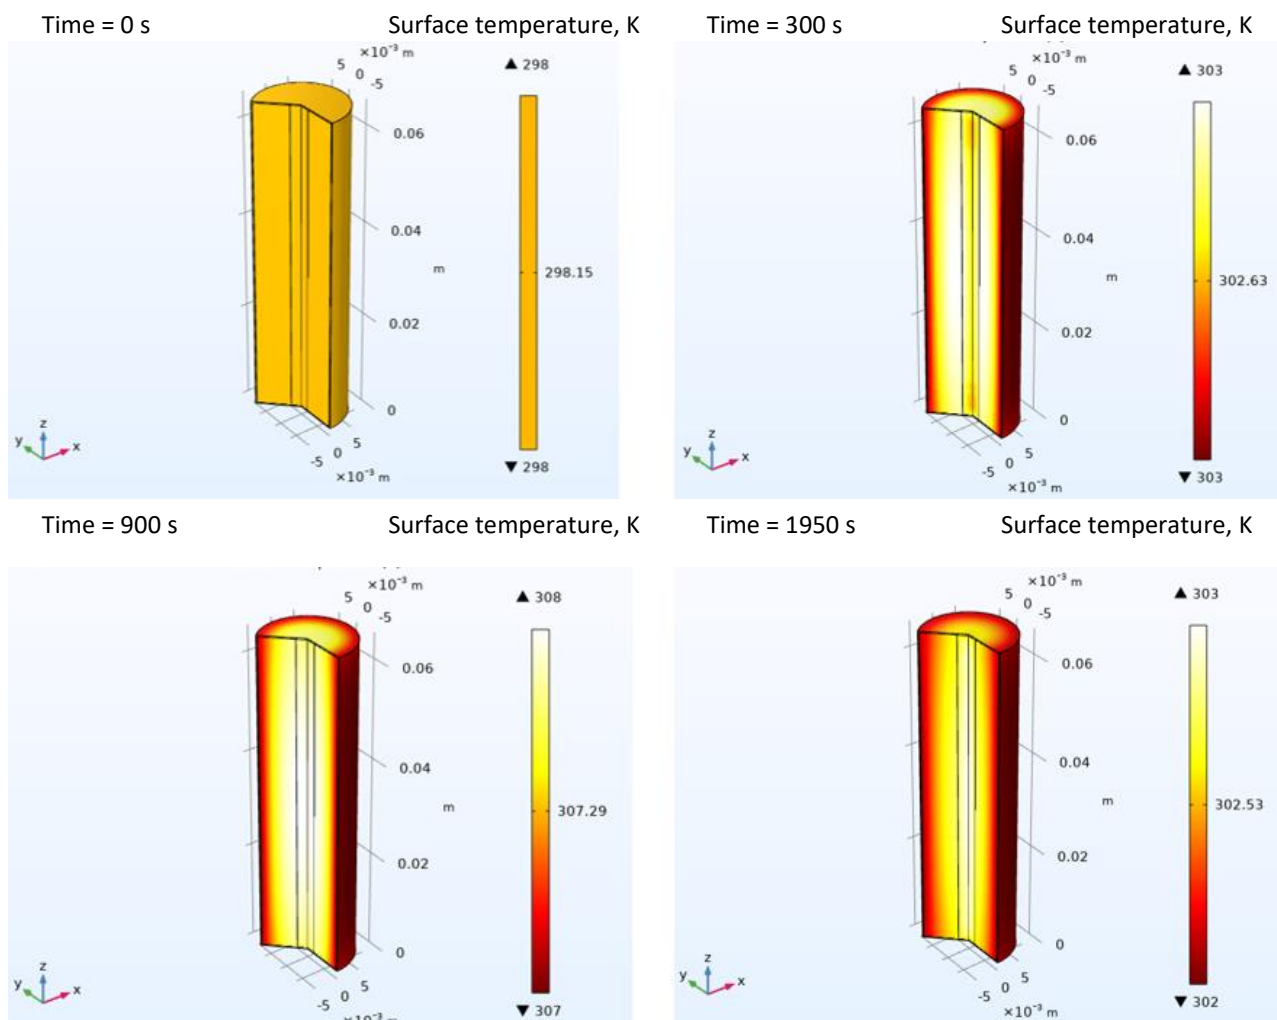 Time = 0 s Surface temperature, K
×10⁻³ m
5 0 -5
▲ 298
0.06
0.04
m
298.15
0.02
0
z
y
x
-5 0 5
×10⁻³ m
▼ 298
Time = 300 s Surface temperature, K
×10⁻³ m
5 0 -5
▲ 303
0.06
0.04
m
302.63
0.02
0
z
y
x
-5 0 5
×10⁻³ m
▼ 303
Time = 900 s Surface temperature, K
×10⁻³ m
5 0 -5
▲ 308
0.06
0.04
m
307.29
0.02
0
z
y
x
-5 0 5
×10⁻³ m
▼ 307
Time = 1950 s Surface temperature, K
×10⁻³ m
5 0 -5
▲ 303
0.06
0.04
m
302.53
0.02
0
z
y
x
-5 0 5
×10⁻³ m
▼ 302